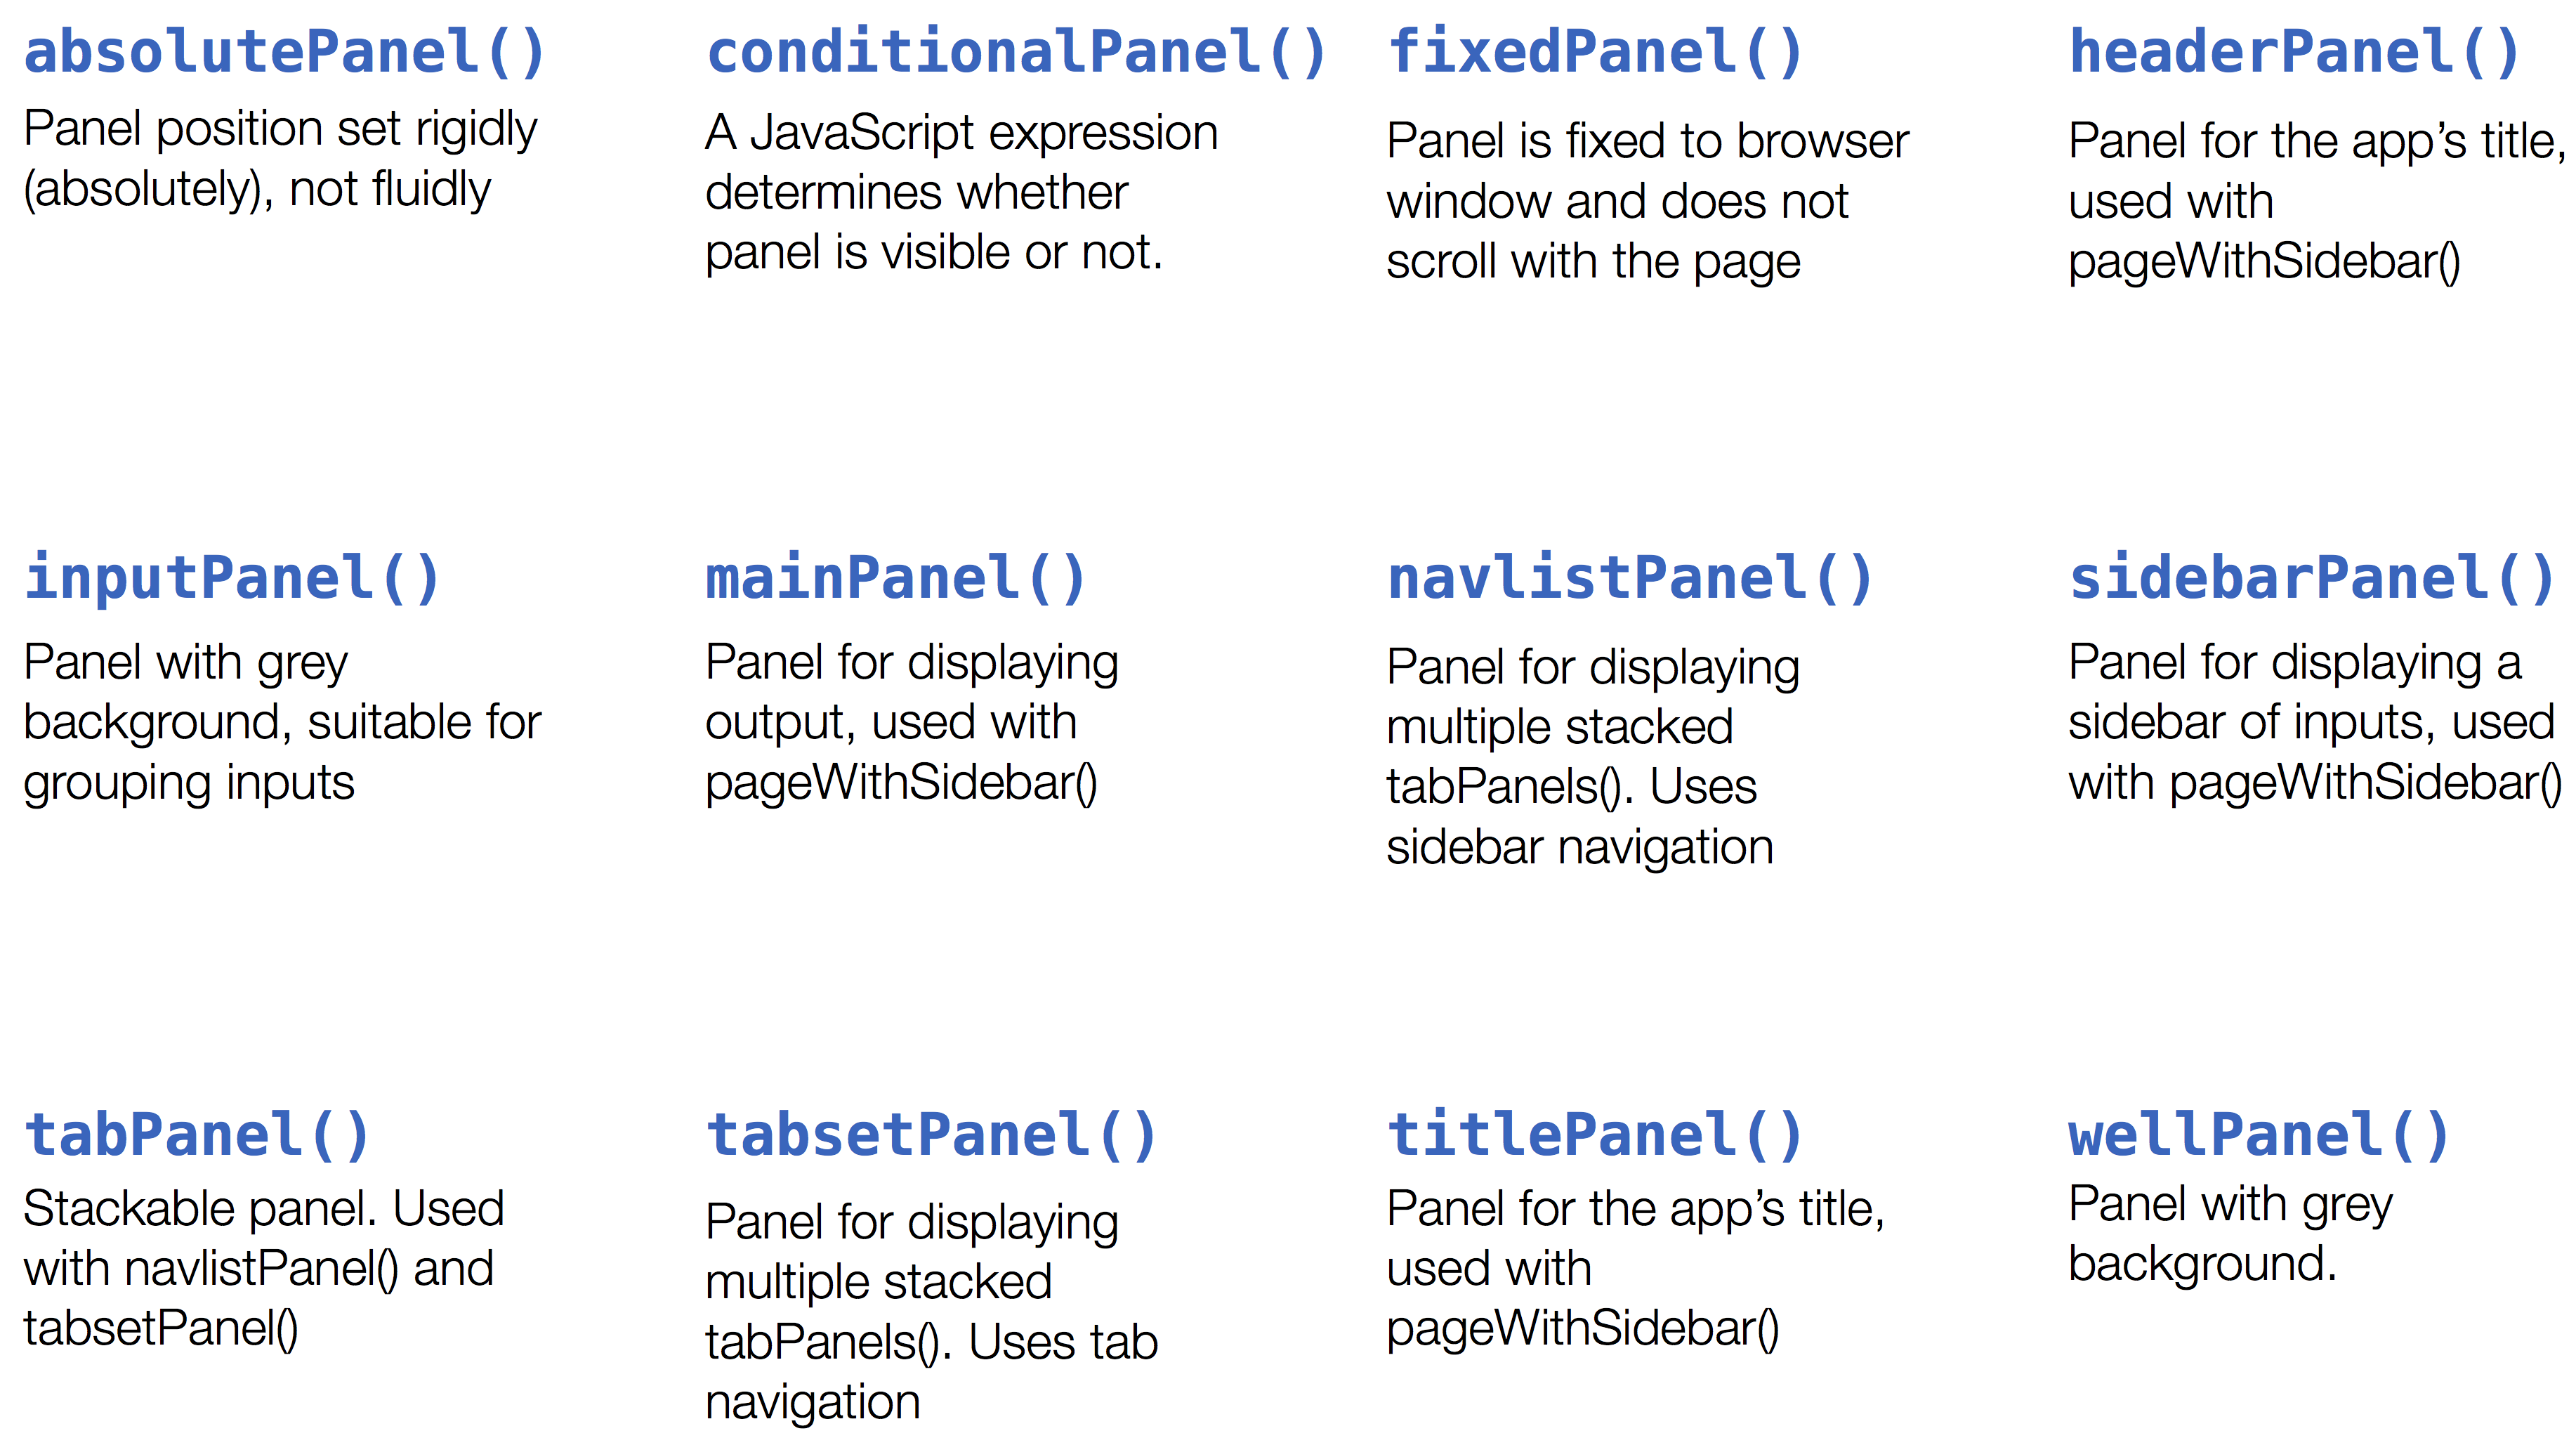 absolutePanel()
Panel position set rigidly
(absolutely), not fluidly
conditionalPanel()
A JavaScript expression
determines whether
panel is visible or not.
fixedPanel()
Panel is fixed to browser
window and does not
scroll with the page
headerPanel()
Panel for the app’s title,
used with
pageWithSidebar()
inputPanel()
Panel with grey
background, suitable for
grouping inputs
mainPanel()
Panel for displaying
output, used with
pageWithSidebar()
navlistPanel()
Panel for displaying
multiple stacked
tabPanels(). Uses
sidebar navigation
sidebarPanel()
Panel for displaying a
sidebar of inputs, used
with pageWithSidebar()
tabPanel()
Stackable panel. Used
with navlistPanel() and
tabsetPanel()
tabsetPanel()
Panel for displaying
multiple stacked
tabPanels(). Uses tab
navigation
titlePanel()
Panel for the app’s title,
used with
pageWithSidebar()
wellPanel()
Panel with grey
background.